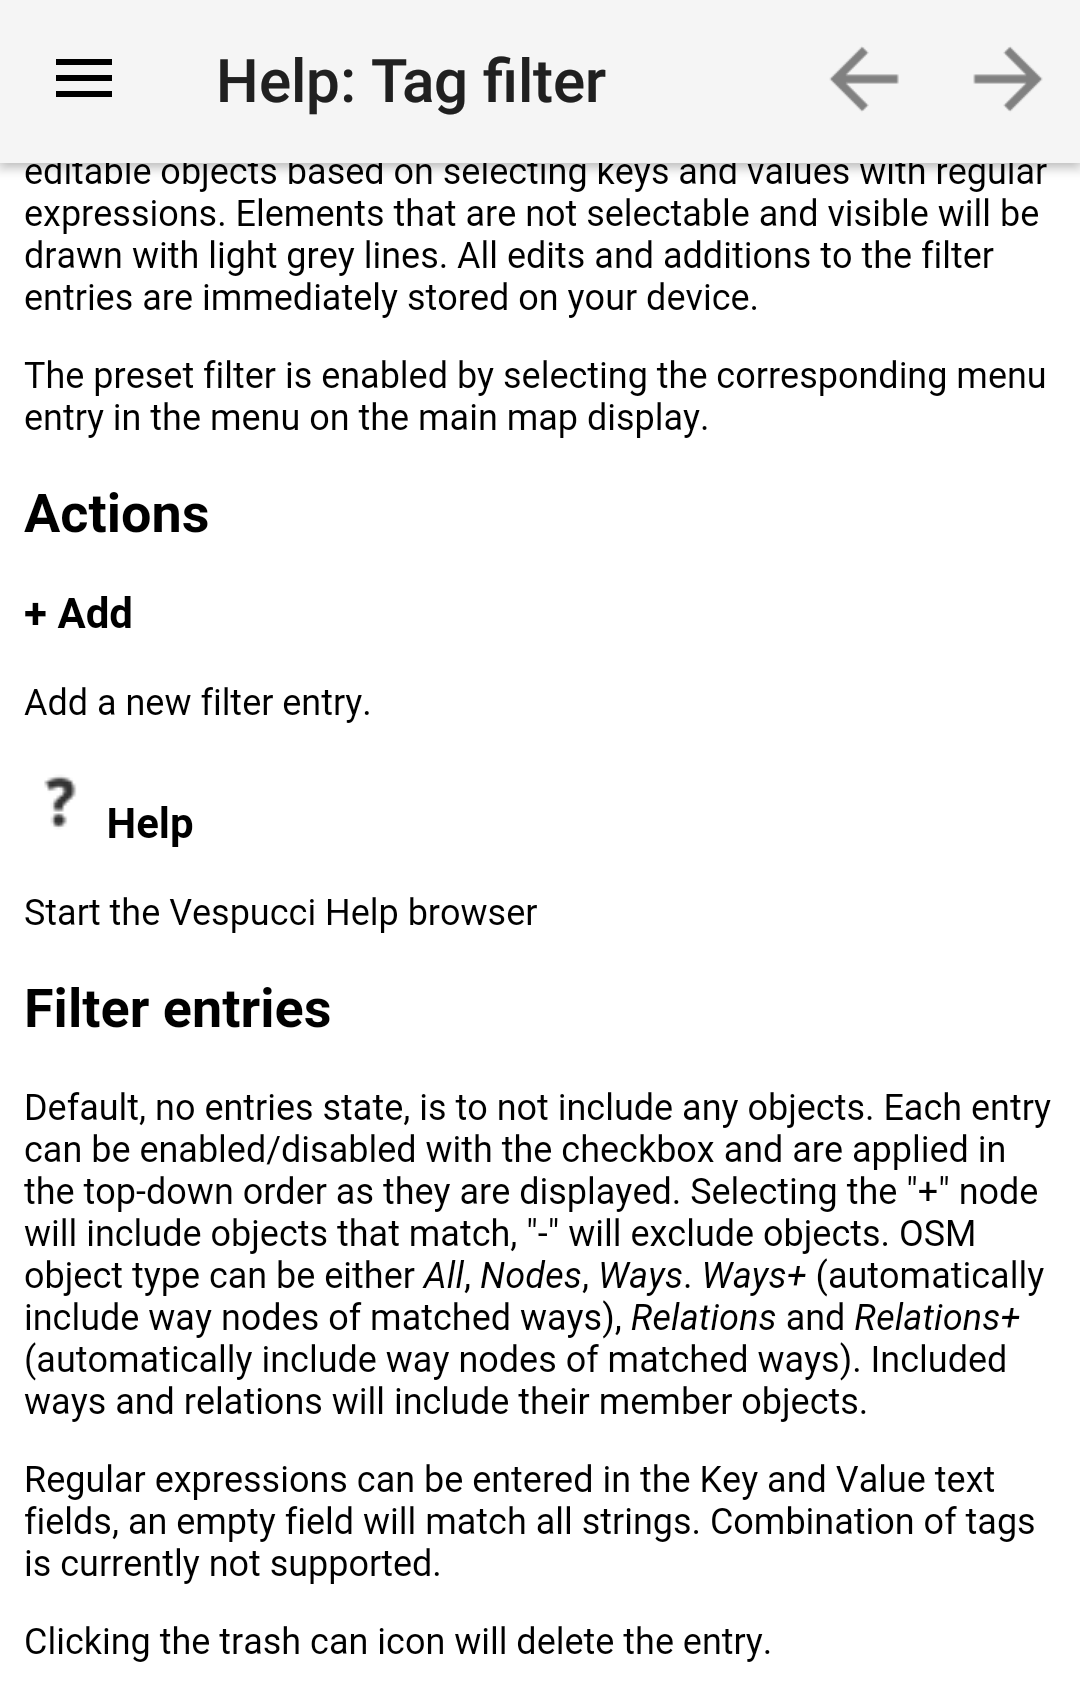 Help: Tag filter
editable objects based on selecting keys and values with regular
expressions. Elements that are not selectable and visible will be
drawn with light grey lines. All edits and additions to the filter
entries are immediately stored on your device.
The preset filter is enabled by selecting the corresponding menu
entry in the menu on the main map display.
Actions
+ Add
Add a new filter entry.
? Help
Start the Vespucci Help browser
Filter entries
Default, no entries state, is to not include any objects. Each entry
can be enabled/disabled with the checkbox and are applied in
the top-down order as they are displayed. Selecting the "+" node
will include objects that match, "-" will exclude objects. OSM
object type can be either All, Nodes, Ways. Ways+ (automatically
include way nodes of matched ways), Relations and Relations+
(automatically include way nodes of matched ways). Included
ways and relations will include their member objects.
Regular expressions can be entered in the Key and Value text
fields, an empty field will match all strings. Combination of tags
is currently not supported.
Clicking the trash can icon will delete the entry.